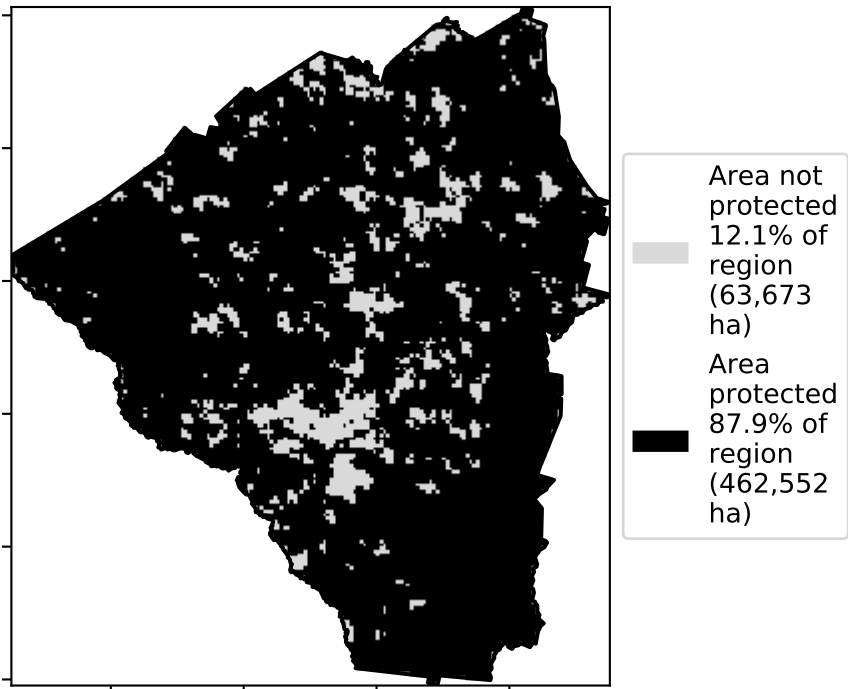 Area not
protected
12.1% of
region
(63,673
ha)
Area
protected
87.9% of
region
(462,552
ha)